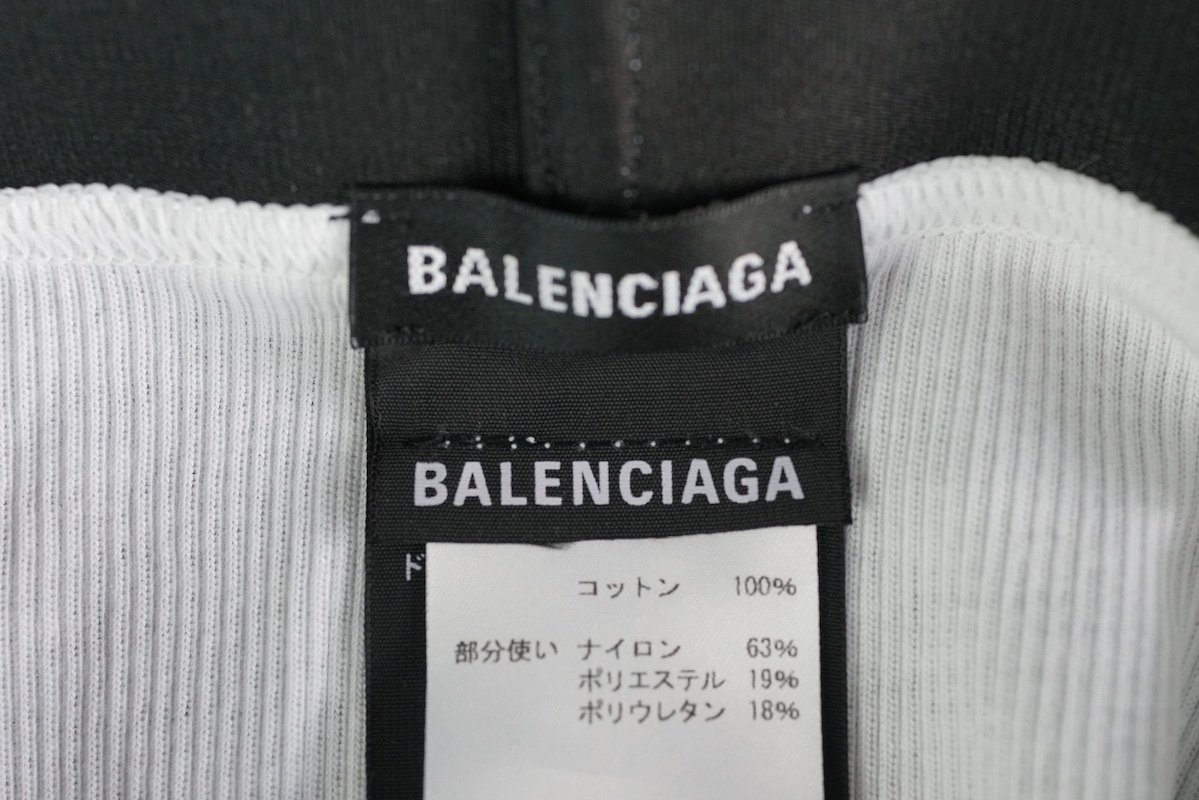 BALENCIAGA
BALENCIAGA
ド
コットン 100%
部分使い ナイロン 63%
ポリエステル 19%
ポリウレタン 18%